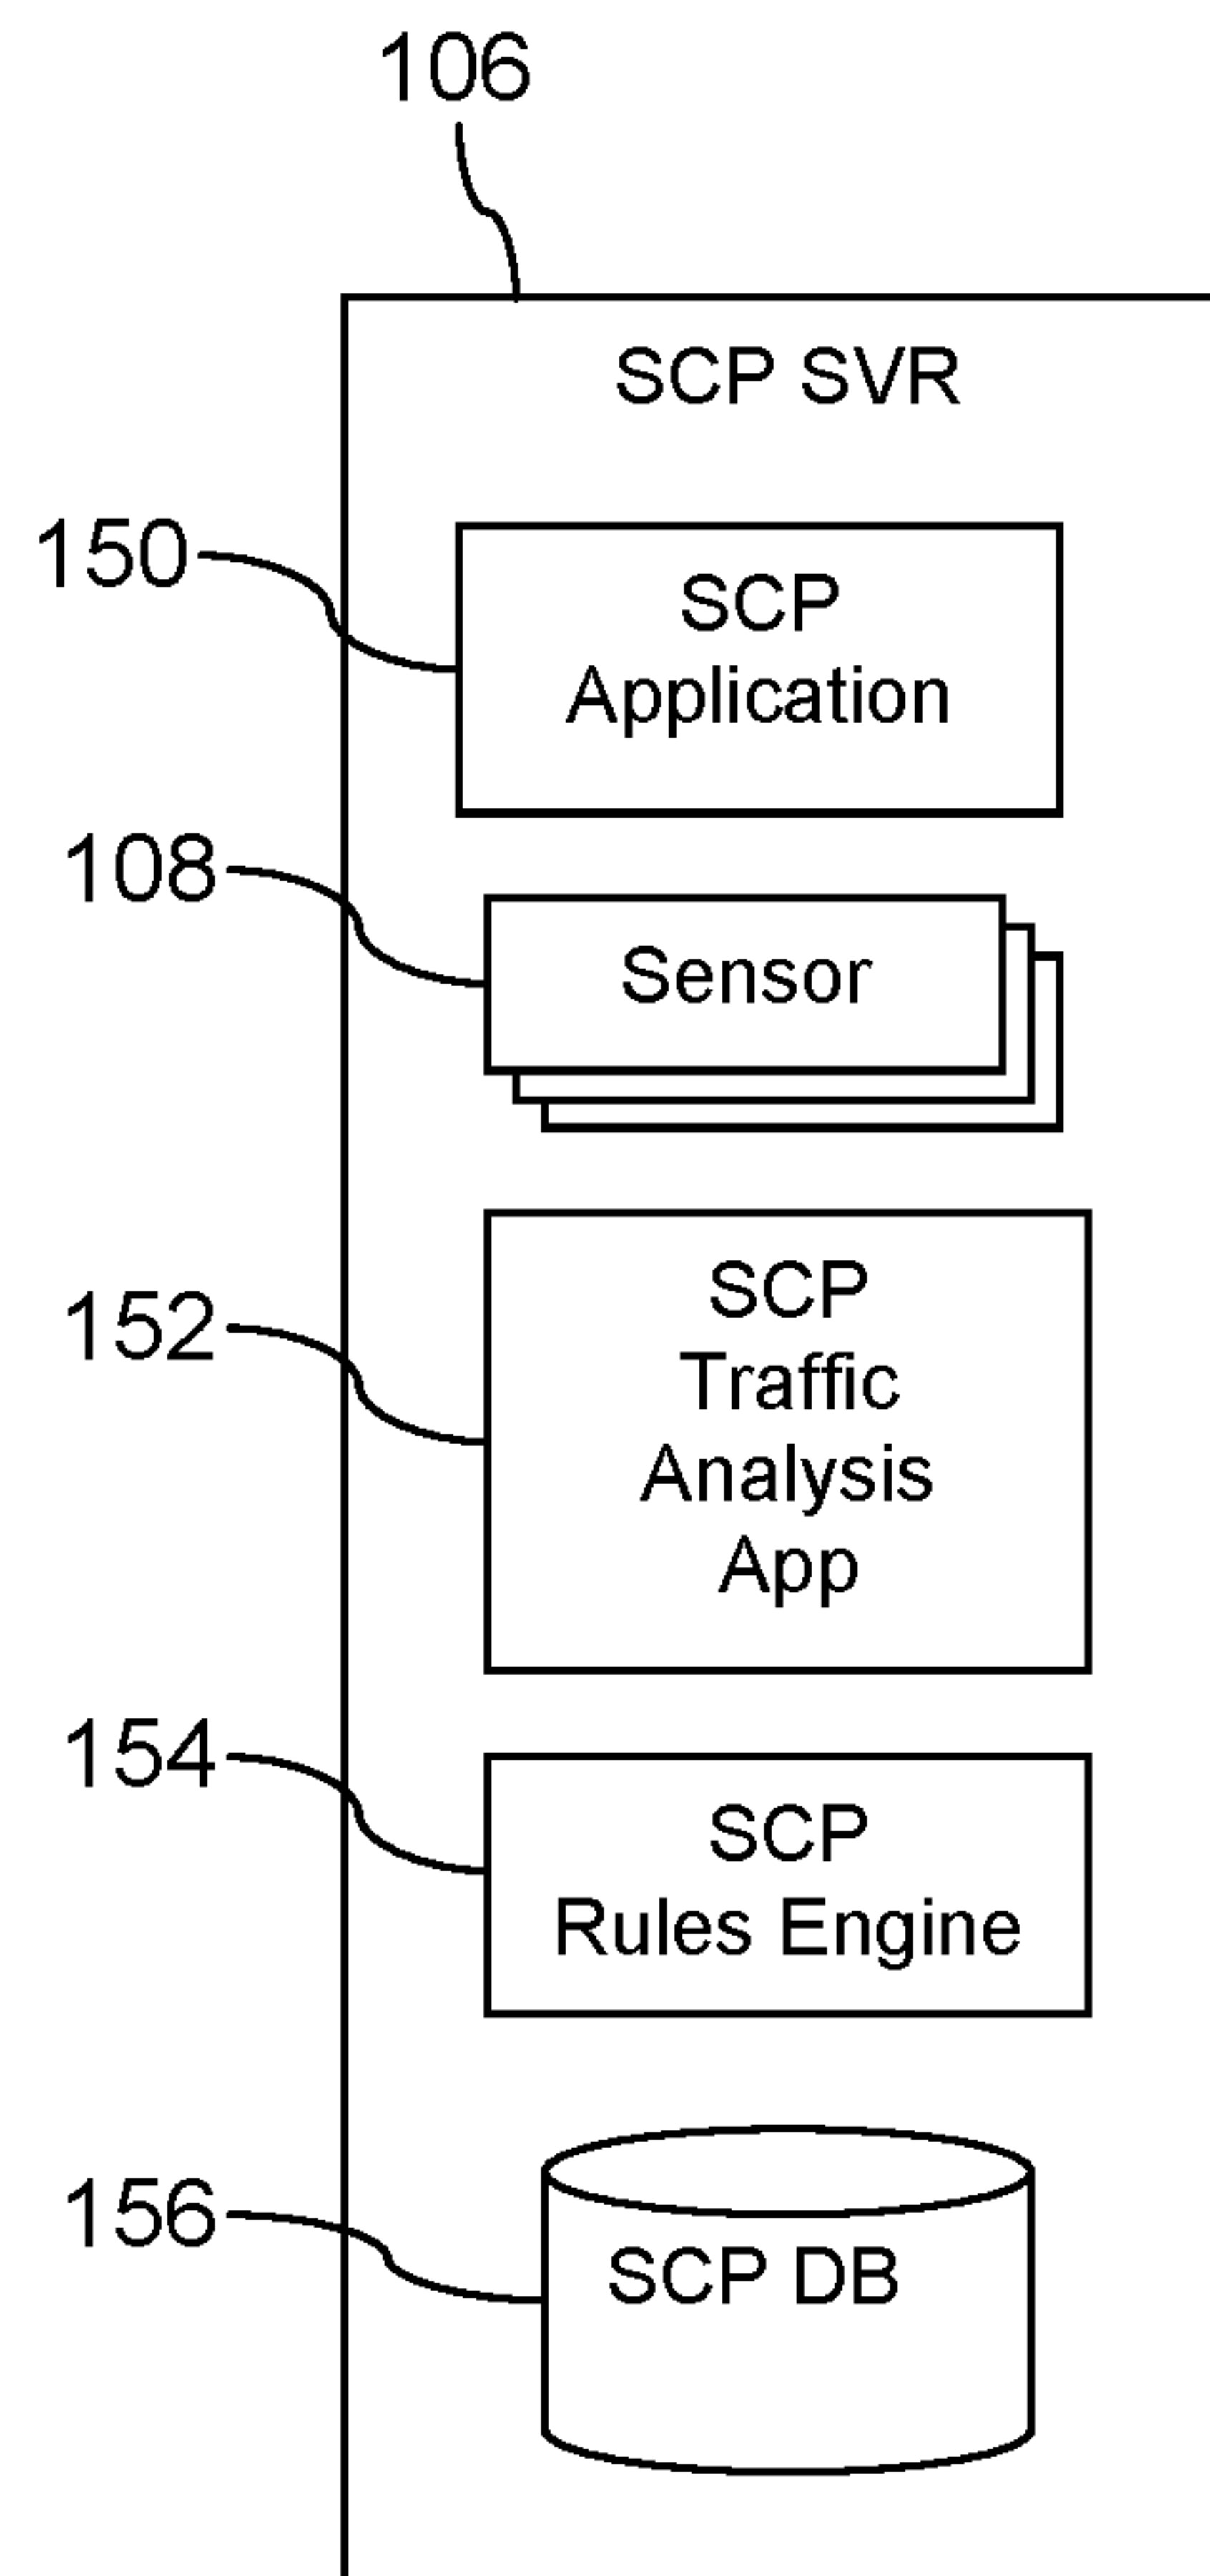 106
SCP SVR
150
SCP
Application
108
Sensor
152
SCP
Traffic
Analysis
App
154
SCP
Rules Engine
156
SCP DB